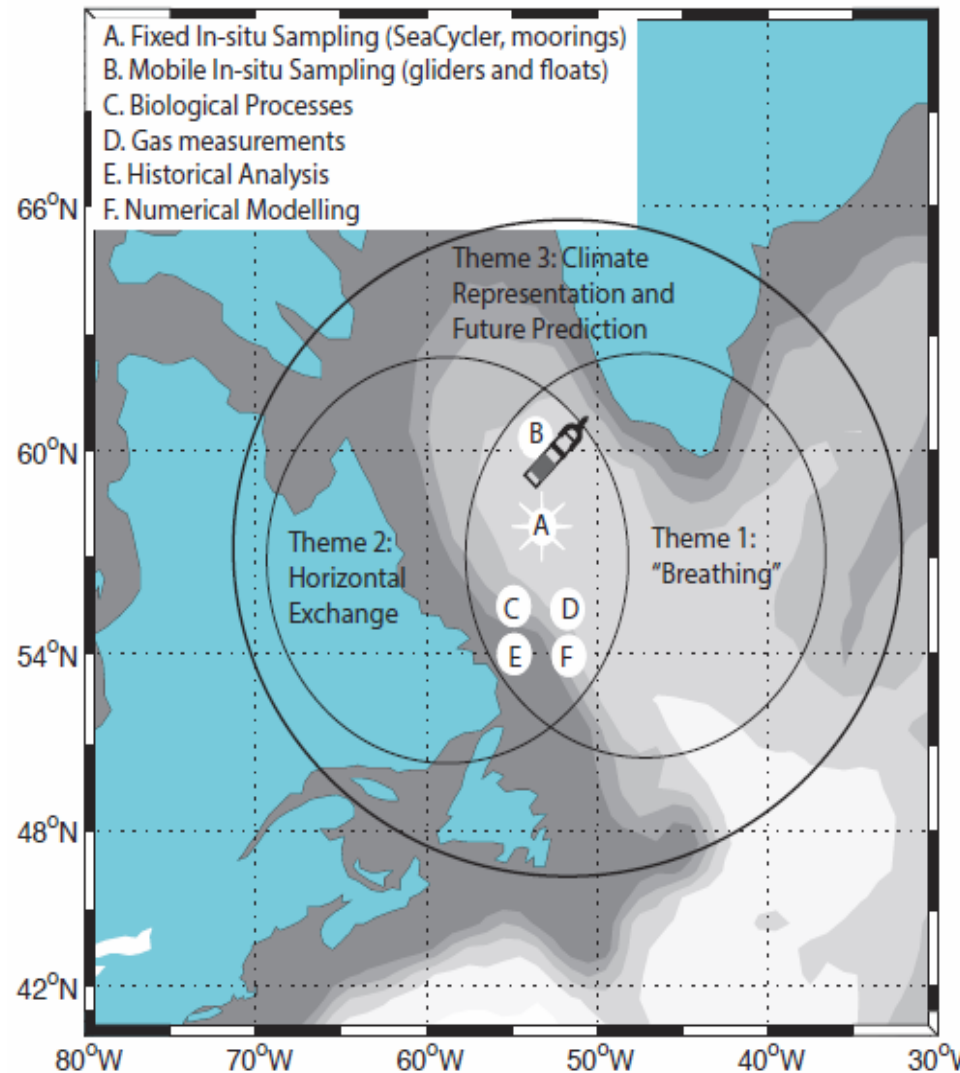 A. Fixed In-situ Sampling (SeaCycler, moorings)
B. Mobile In-situ Sampling (gliders and floats)
C. Biological Processes
D. Gas measurements
E. Historical Analysis
F. Numerical Modelling
66°N
Theme 3: Climate
Representation and
Future Prediction
60°N
B
A
Theme 2:
Horizontal
Exchange
Theme 1:
“Breathing”
C
D
54°N
E
F
48°N
42°N
80°W
70°W
60°W
50°W
40°W
30°W